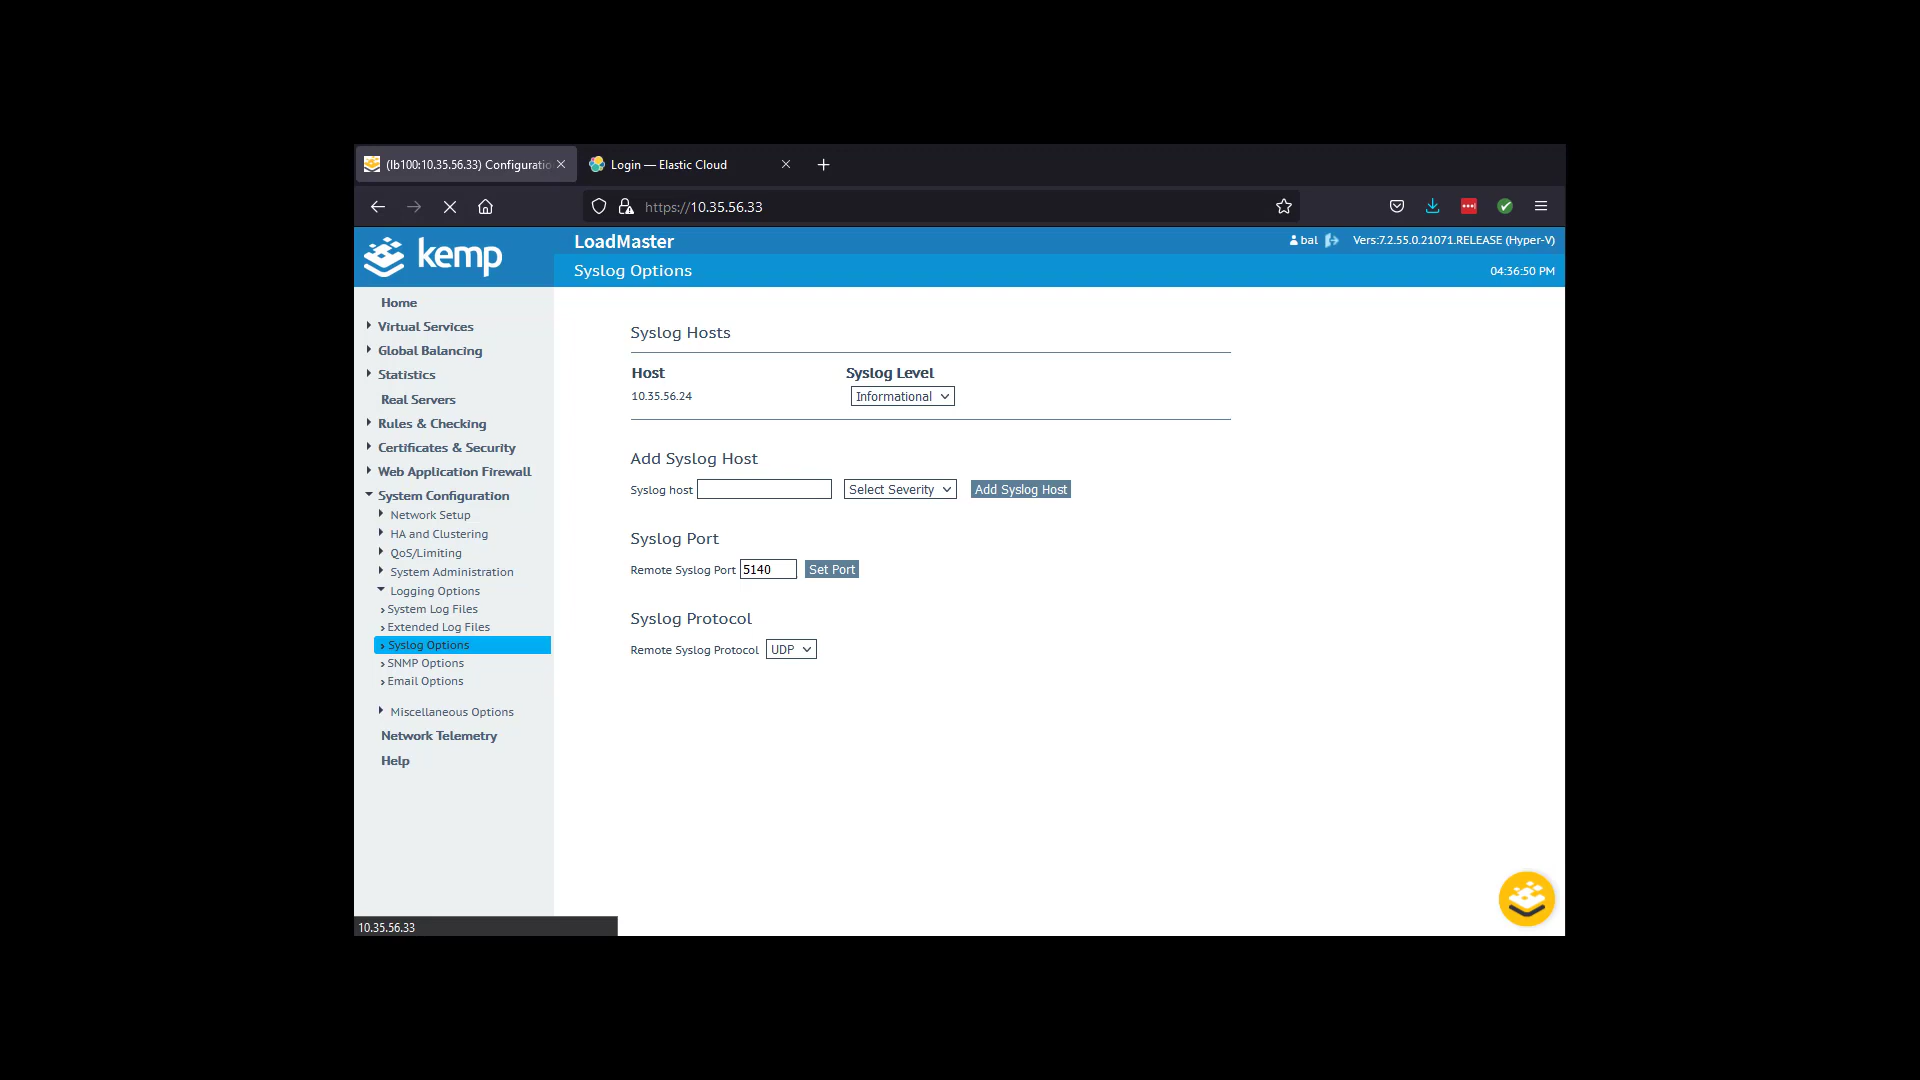 (lb100:10.35.56.33) Configuratio
Login — Elastic Cloud
https://10.35.56.33
kemp
LoadMaster
bal
Vers:7.2.55.0.21071.RELEASE (Hyper-V)
Syslog Options
04:36:50 PM
Home
Virtual Services
Global Balancing
Statistics
Real Servers
Rules & Checking
Certificates & Security
Web Application Firewall
System Configuration
Network Setup
HA and Clustering
QoS/Limiting
System Administration
Logging Options
System Log Files
Extended Log Files
Syslog Options
SNMP Options
Email Options
Miscellaneous Options
Network Telemetry
Help
Syslog Hosts
Host Syslog Level
10.35.56.24 Informational
Add Syslog Host
Syslog host Select Severity Add Syslog Host
Syslog Port
Remote Syslog Port 5140 Set Port
Syslog Protocol
Remote Syslog Protocol UDP
10.35.56.33